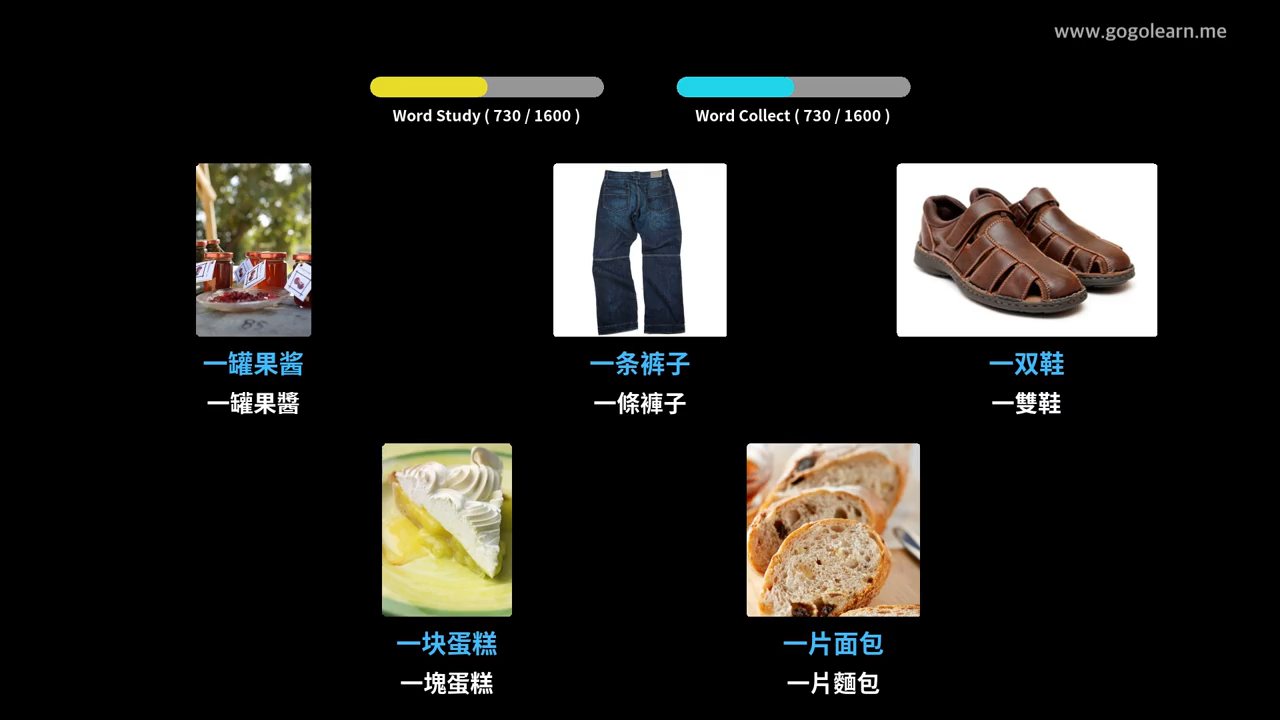 www.gogolearn.me
Word Study ( 730 / 1600 )
Word Collect ( 730 / 1600 )
一罐果酱
一罐果醬
一条裤子
一條褲子
一双鞋
一雙鞋
一块蛋糕
一塊蛋糕
一片面包
一片麵包